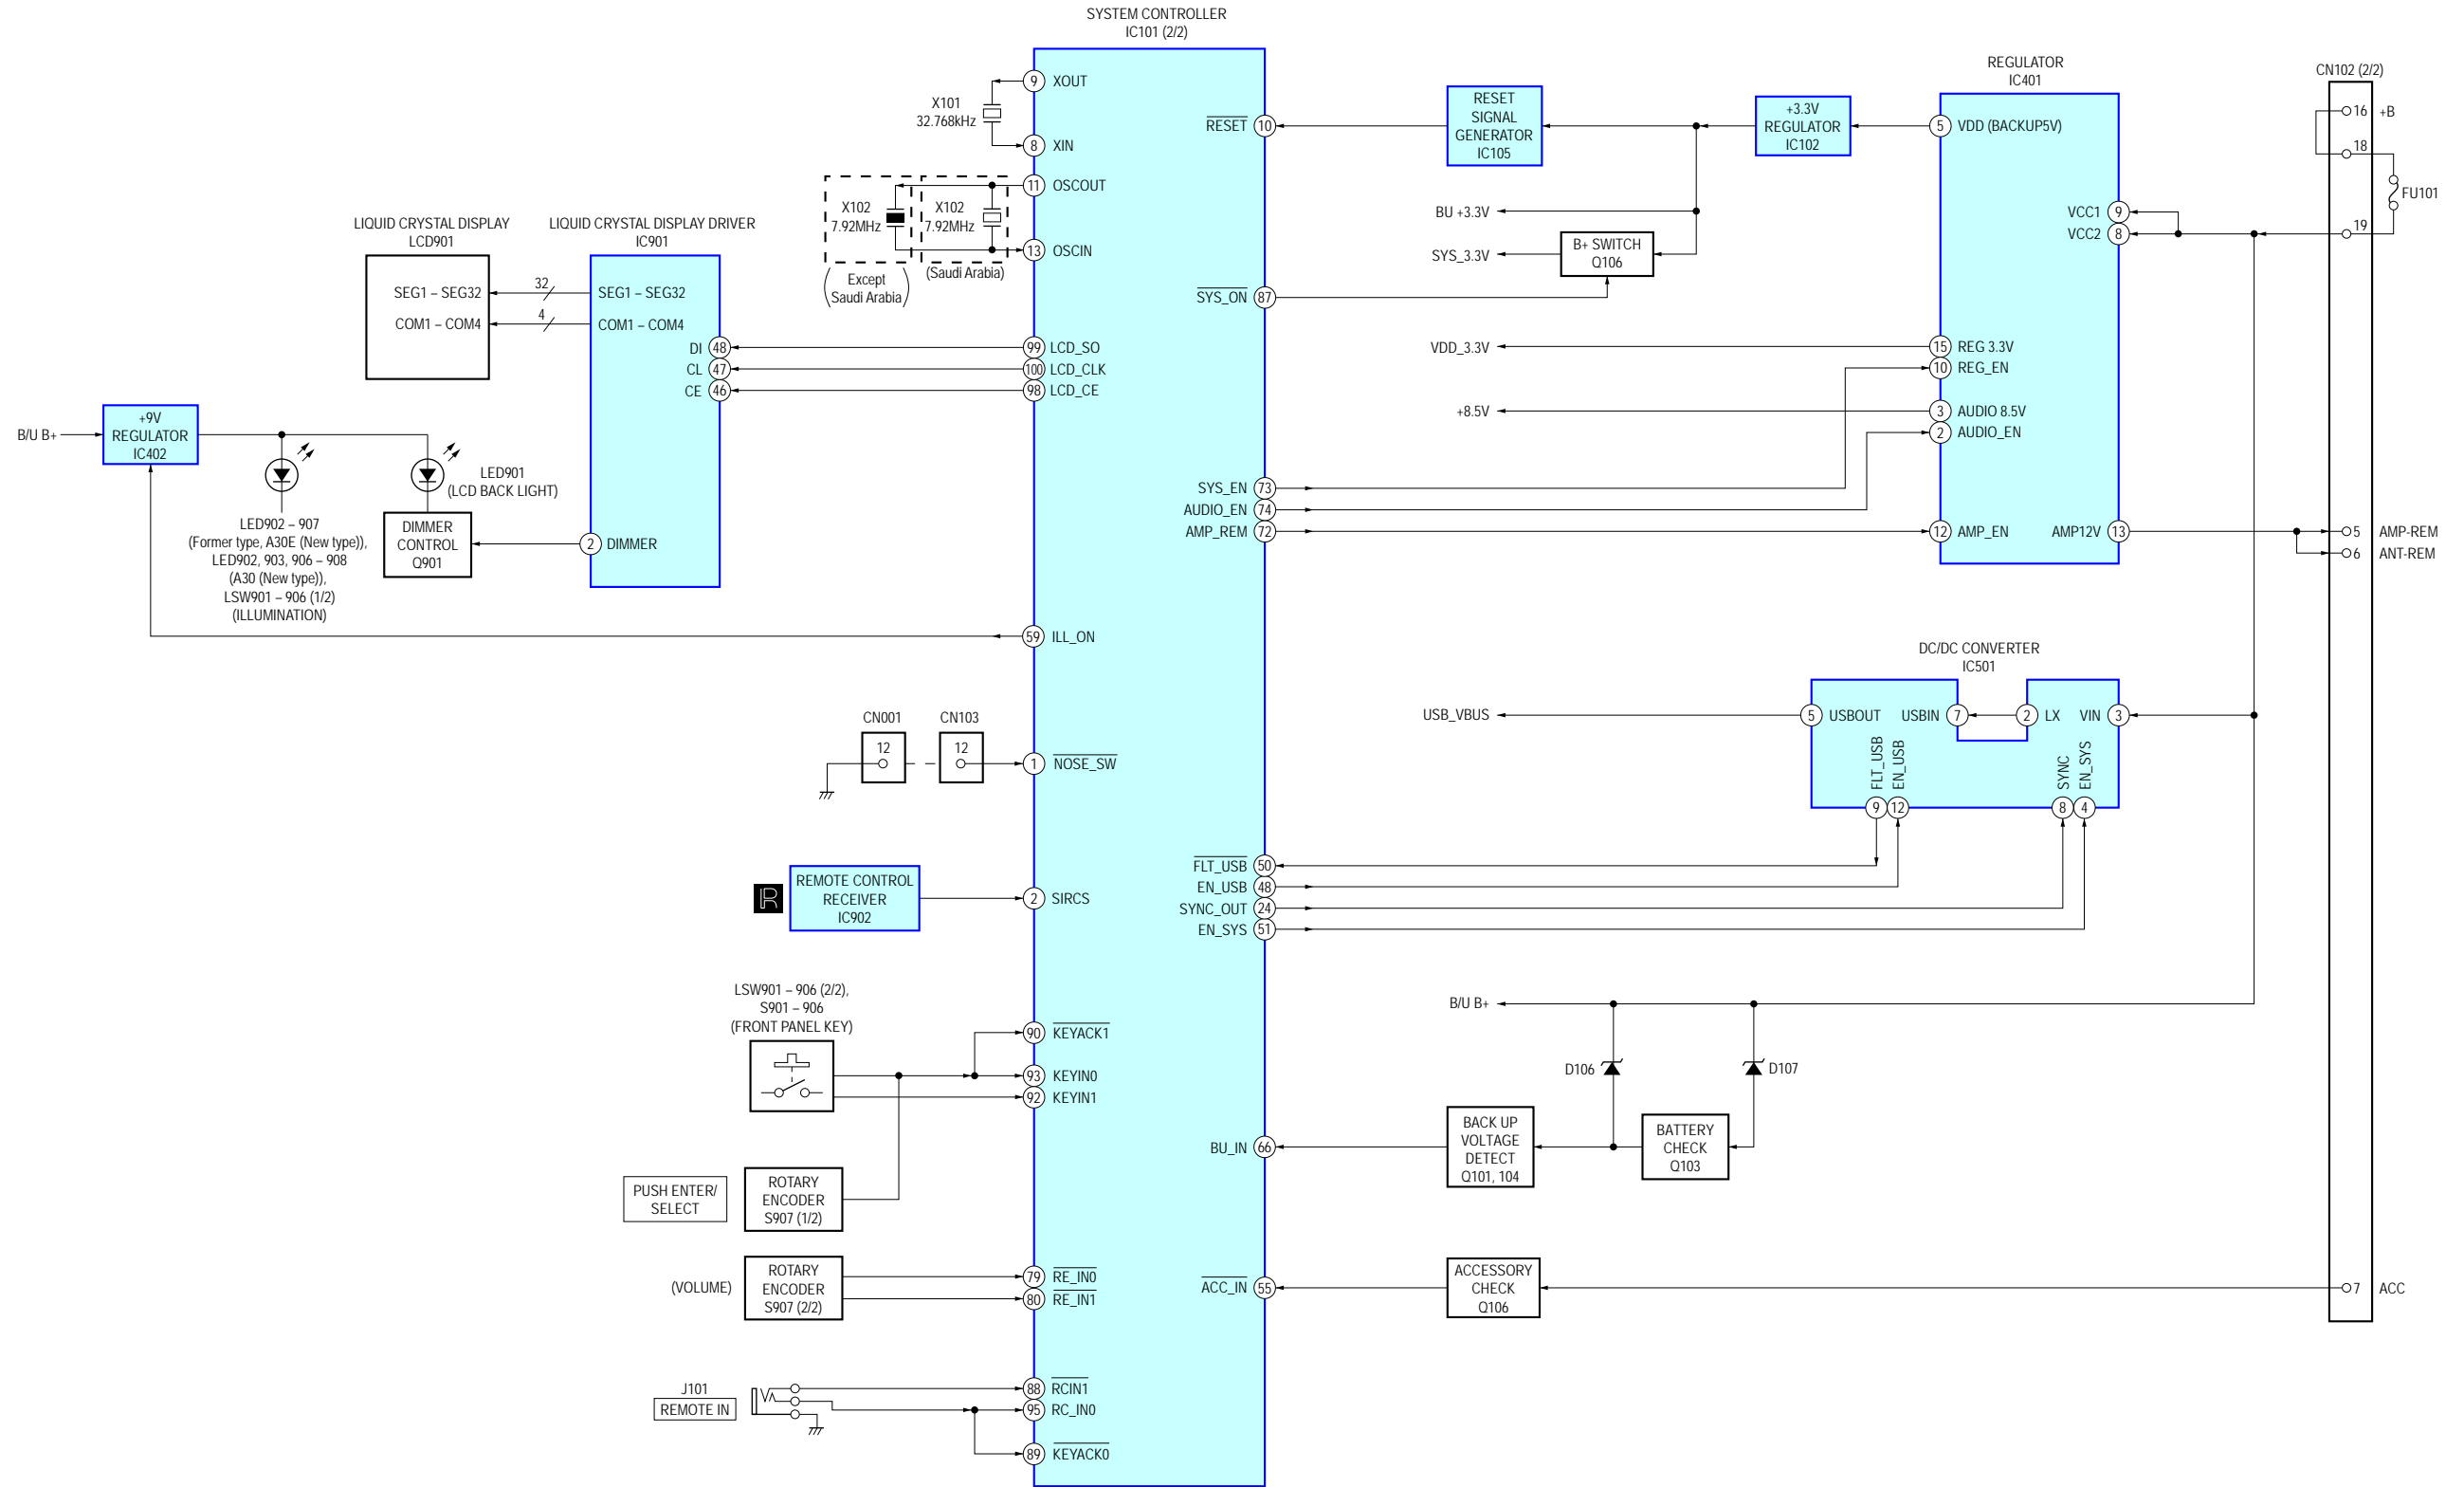 SYSTEM CONTROLLER
IC101 (2/2)
9 XOUT
X101
32.768kHz
8 XIN
11 OSCOUT
X102
7.92MHz
X102
7.92MHz
13 OSCIN
(Except
Saudi Arabia)
(Saudi Arabia)
LIQUID CRYSTAL DISPLAY
LCD901
LIQUID CRYSTAL DISPLAY DRIVER
IC901
SEG1 – SEG32
32
SEG1 – SEG32
COM1 – COM4
4
COM1 – COM4
DI 48
99 LCD_SO
CL 47
100 LCD_CLK
CE 46
98 LCD_CE
B/U B+
+9V
REGULATOR
IC402
LED901
(LCD BACK LIGHT)
LED902 – 907
(Former type, A30E (New type)),
LED902, 903, 906 – 908
(A30 (New type)),
LSW901 – 906 (1/2)
(ILLUMINATION)
DIMMER
CONTROL
Q901
2 DIMMER
59 ILL_ON
CN001
12
CN103
12
1 NOSE_SW
R
REMOTE CONTROL
RECEIVER
IC902
2 SIRCS
LSW901 – 906 (2/2),
S901 – 906
(FRONT PANEL KEY)
90 KEYACK1
93 KEYIN0
92 KEYIN1
PUSH ENTER/
SELECT
ROTARY
ENCODER
S907 (1/2)
(VOLUME)
ROTARY
ENCODER
S907 (2/2)
79 RE_IN0
80 RE_IN1
J101
REMOTE IN
88 RCIN1
95 RC_IN0
89 KEYACK0
RESET 10
RESET
SIGNAL
GENERATOR
IC105
+3.3V
REGULATOR
IC102
REGULATOR
IC401
5 VDD (BACKUP5V)
BU +3.3V
SYS_3.3V
B+ SWITCH
Q106
SYS_ON 87
VCC1 9
VCC2 8
VDD_3.3V
15 REG 3.3V
10 REG_EN
+8.5V
3 AUDIO 8.5V
2 AUDIO_EN
SYS_EN 73
AUDIO_EN 74
AMP_REM 72
12 AMP_EN
AMP12V 13
CN102 (2/2)
16 +B
18
FU101
19
5 AMP-REM
6 ANT-REM
DC/DC CONVERTER
IC501
USB_VBUS
5 USBOUT
USBIN 7
2 LX
VIN 3
FLT_USB
EN_USB
SYNC
EN_SYS
9
12
8
4
FLT_USB 50
EN_USB 48
SYNC_OUT 24
EN_SYS 51
B/U B+
D106
D107
BU_IN 66
BACK UP
VOLTAGE
DETECT
Q101, 104
BATTERY
CHECK
Q103
ACC_IN 55
ACCESSORY
CHECK
Q106
7 ACC